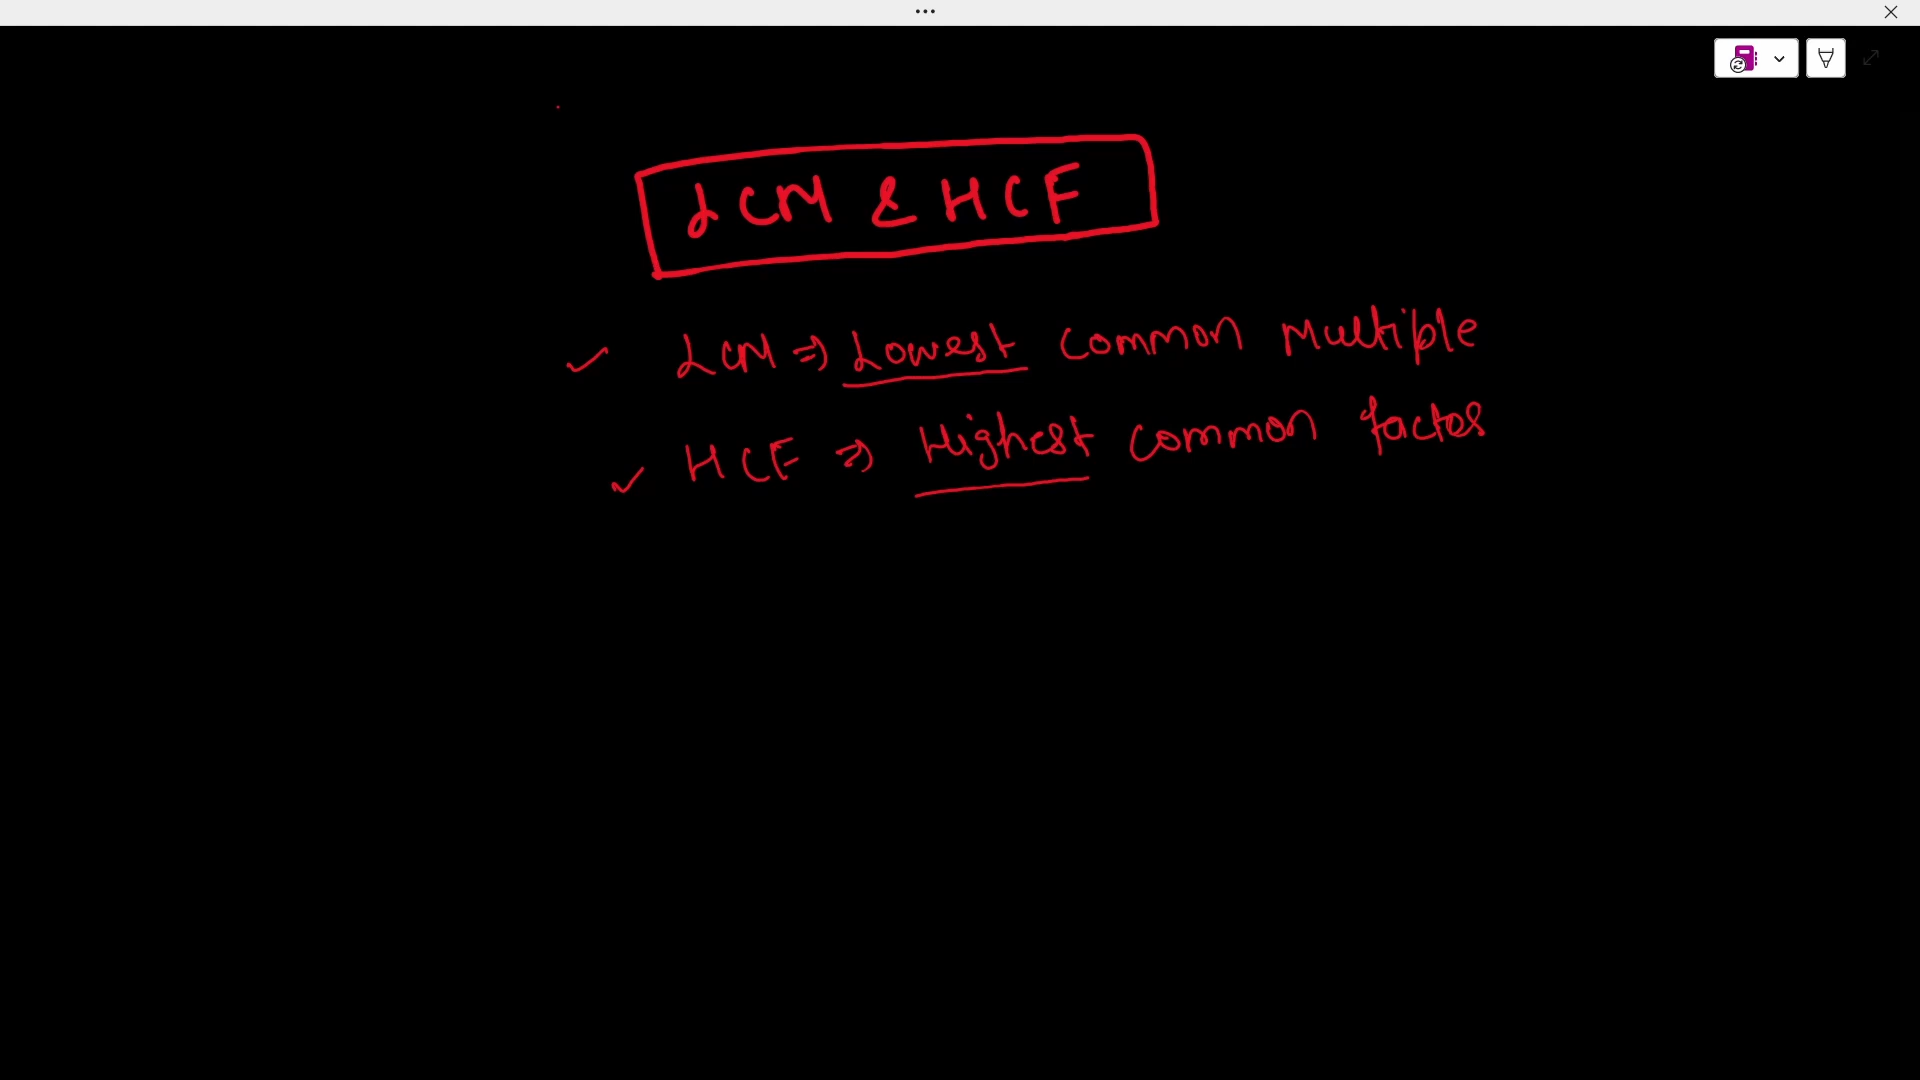 LCM & HCF
LCM ⇒ Lowest Common Multiple
HCF ⇒ Highest Common factor